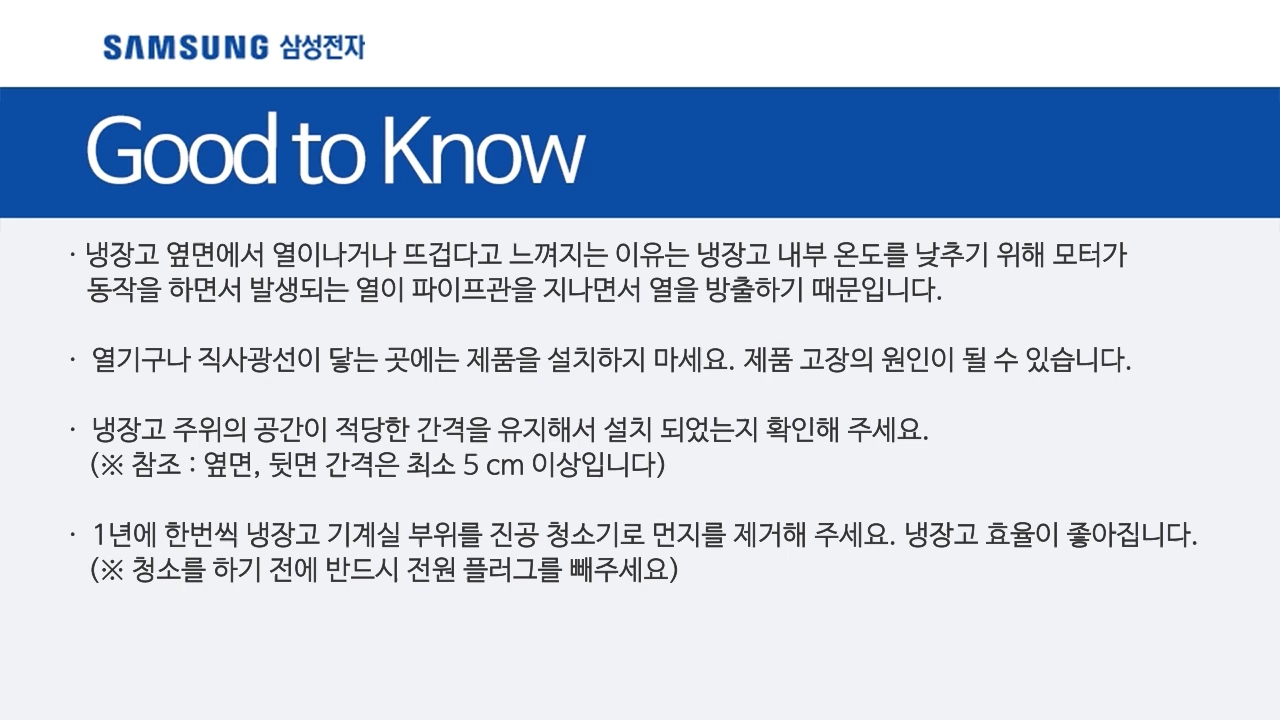 SAMSUNG 삼성전자
Good to Know
· 냉장고 옆면에서 열이나거나 뜨겁다고 느껴지는 이유는 냉장고 내부 온도를 낮추기 위해 모터가
동작을 하면서 발생되는 열이 파이프관을 지나면서 열을 방출하기 때문입니다.
· 열기구나 직사광선이 닿는 곳에는 제품을 설치하지 마세요. 제품 고장의 원인이 될 수 있습니다.
· 냉장고 주위의 공간이 적당한 간격을 유지해서 설치 되었는지 확인해 주세요.
(※ 참조 : 옆면, 뒷면 간격은 최소 5 cm 이상입니다)
· 1년에 한번씩 냉장고 기계실 부위를 진공 청소기로 먼지를 제거해 주세요. 냉장고 효율이 좋아집니다.
(※ 청소를 하기 전에 반드시 전원 플러그를 빼주세요)